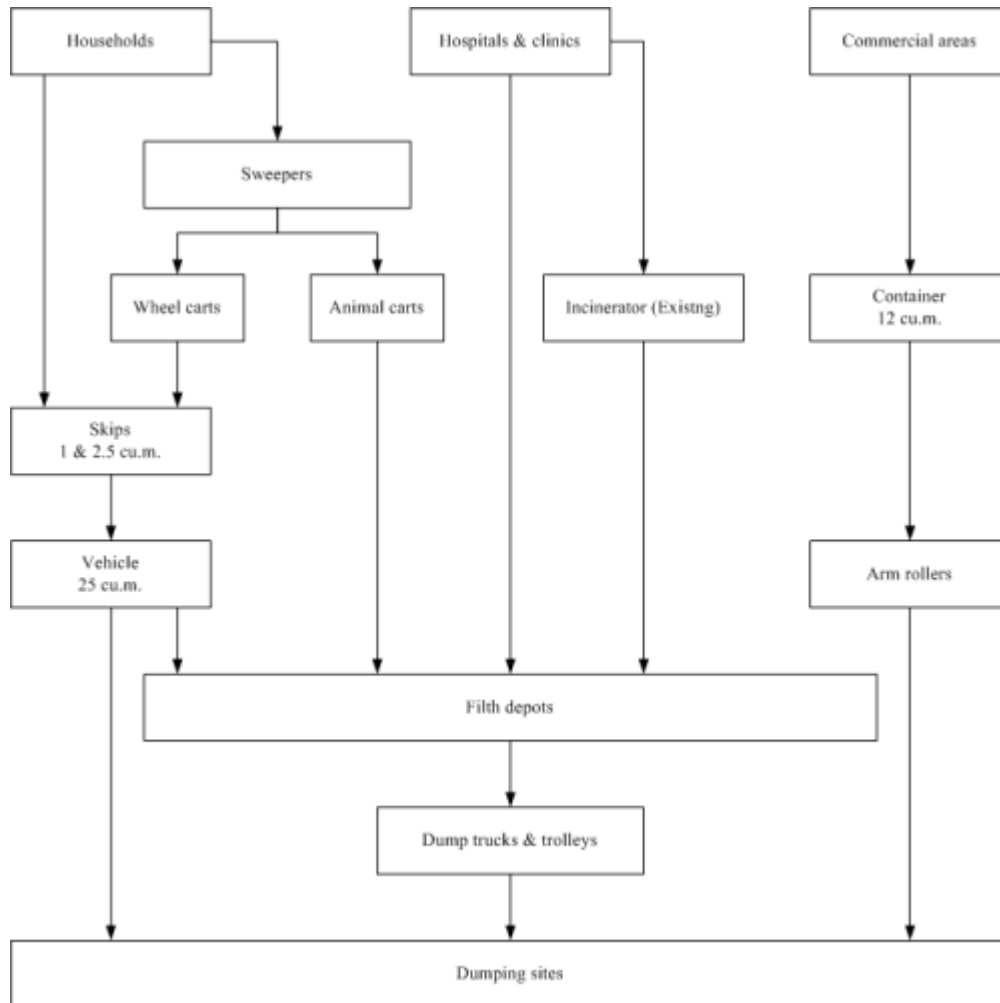 Households
Hospitals & clinics
Commercial areas
Sweepers
Wheel carts
Animal carts
Incinerator (Existng)
Container
12 cu.m.
Skips
1 & 2.5 cu.m.
Vehicle
25 cu.m.
Arm rollers
Filth depots
Dump trucks & trolleys
Dumping sites